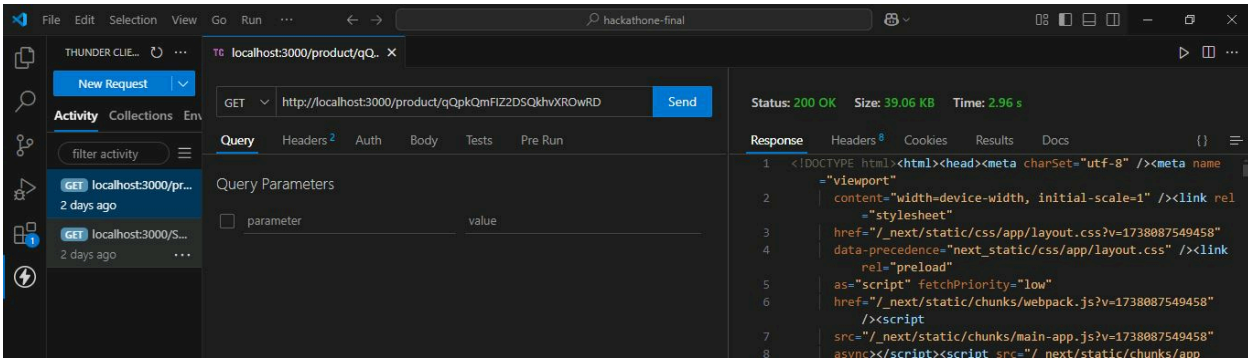 File Edit Selection View Go Run ··· ← → hackathone-final
THUNDER CLIE... ···
TC localhost:3000/product/qQ.. ×
New Request
Activity Collections Env
filter activity
GET localhost:3000/pr...
2 days ago
GET localhost:3000/S...
2 days ago ···
1
GET http://localhost:3000/product/qQpkQmFIZ2DSQkhvXROwRD Send
Query Headers 2 Auth Body Tests Pre Run
Query Parameters
parameter value
Status: 200 OK Size: 39.06 KB Time: 2.96 s
Response Headers 8 Cookies Results Docs {}
1 <!DOCTYPE html><html><head><meta charSet="utf-8" /><meta name
="viewport"
2 content="width=device-width, initial-scale=1" /><link rel
="stylesheet"
3 href="/_next/static/css/app/layout.css?v=1738087549458"
4 data-precedence="next_static/css/app/layout.css" /><link
rel="preload"
5 as="script" fetchPriority="low"
6 href="/_next/static/chunks/webpack.js?v=1738087549458"
/><script
7 src="/_next/static/chunks/main-app.js?v=1738087549458"
8 async></script><script src="/_next/static/chunks/app